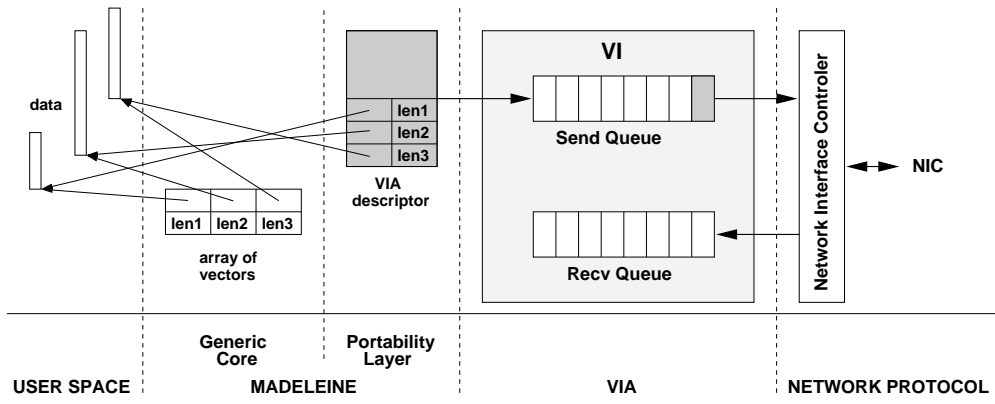 VI
data
len1
len2
len3
Send Queue
VIA
descriptor
len1 len2 len3
array of
vectors
Recv Queue
Network Interface Controler
NIC
Generic
Core
Portability
Layer
USER SPACE
MADELEINE
VIA
NETWORK PROTOCOL